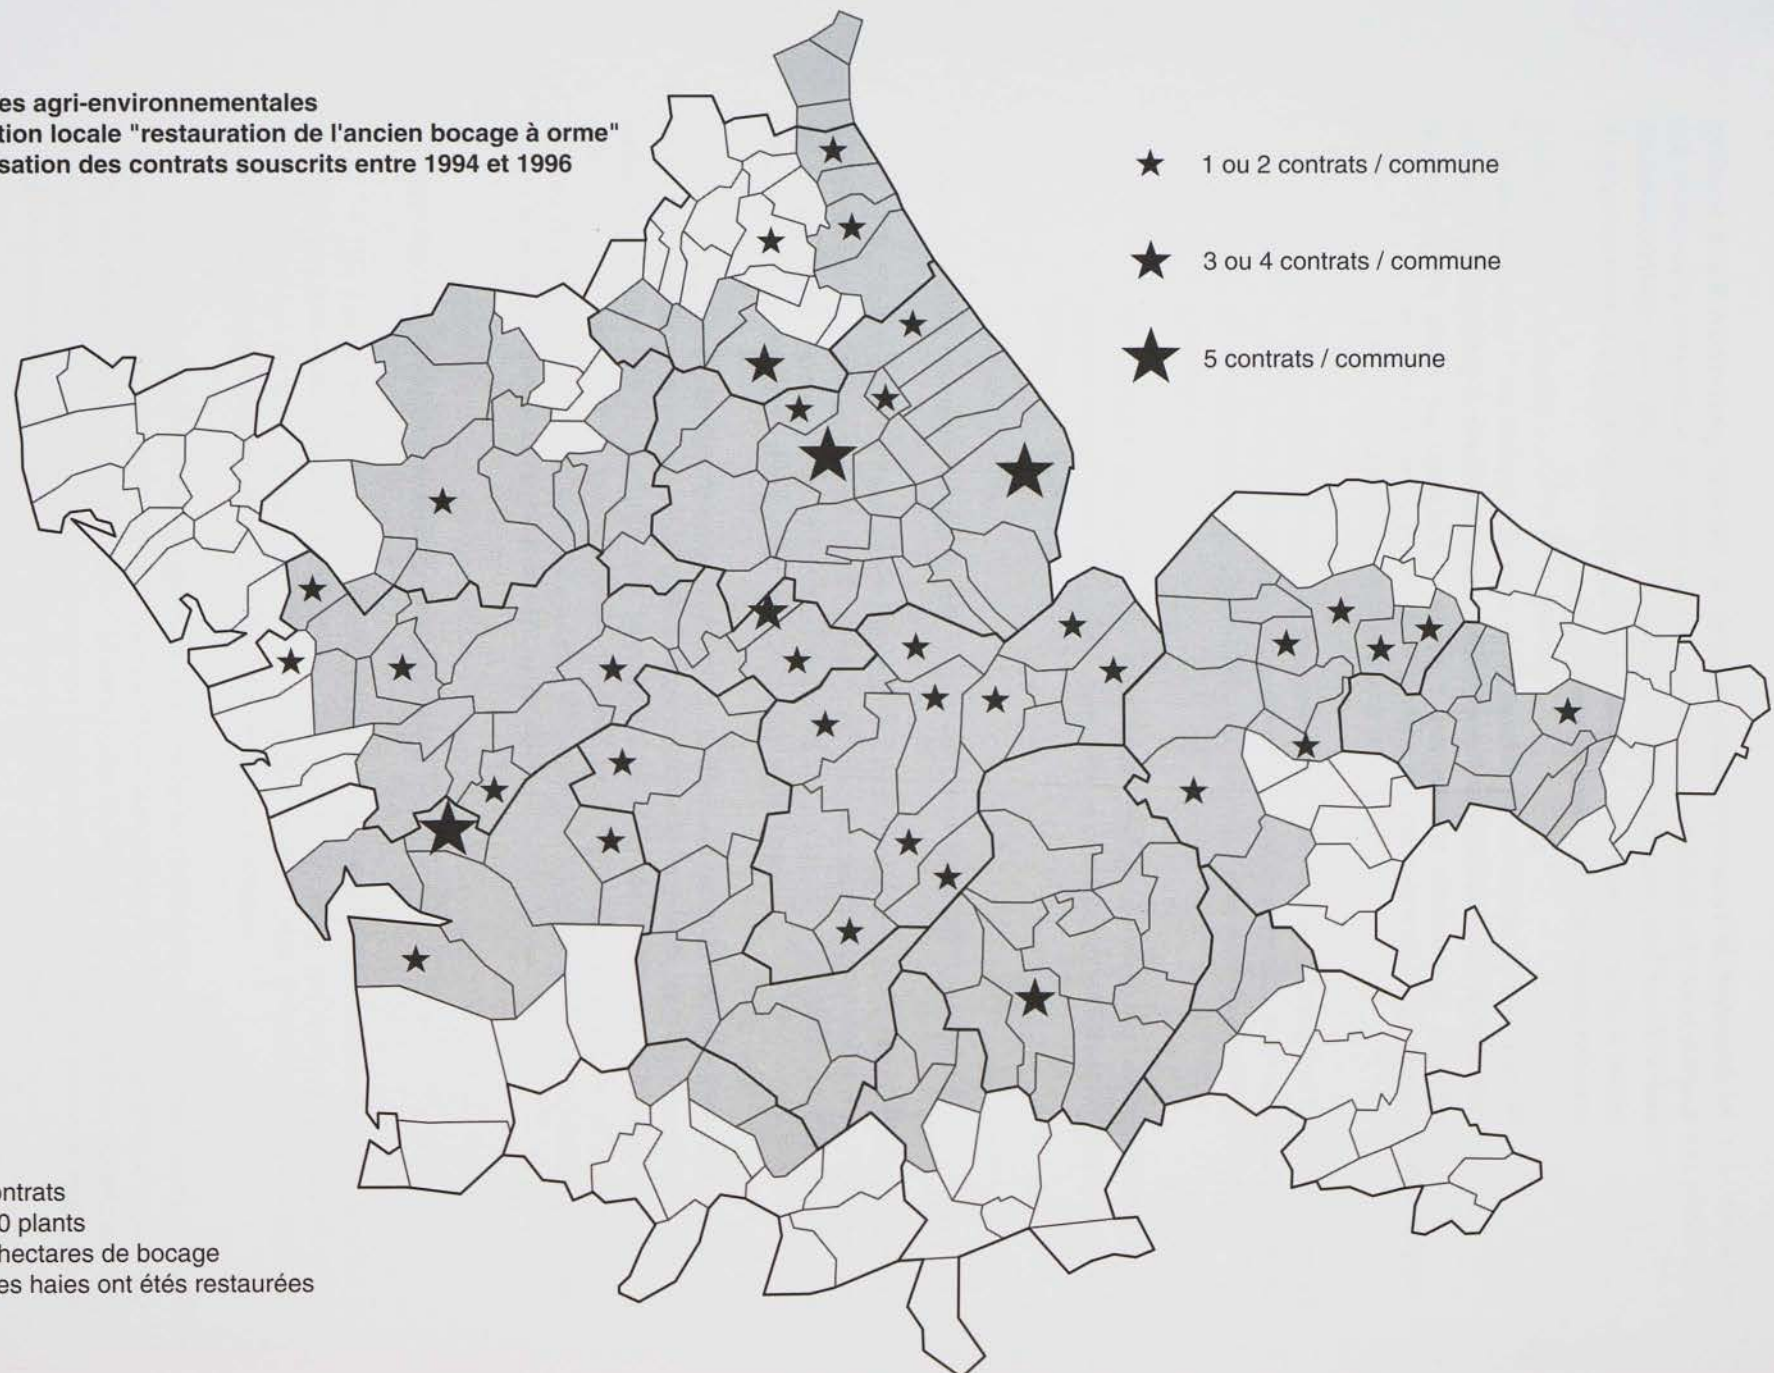 es agri-environnementales
tion locale "restauration de l'ancien bocage à orme"
sation des contrats souscrits entre 1994 et 1996
1 ou 2 contrats / commune
3 ou 4 contrats / commune
5 contrats / commune
ontrats
0 plants
hectares de bocage
es haies ont étés restaurées